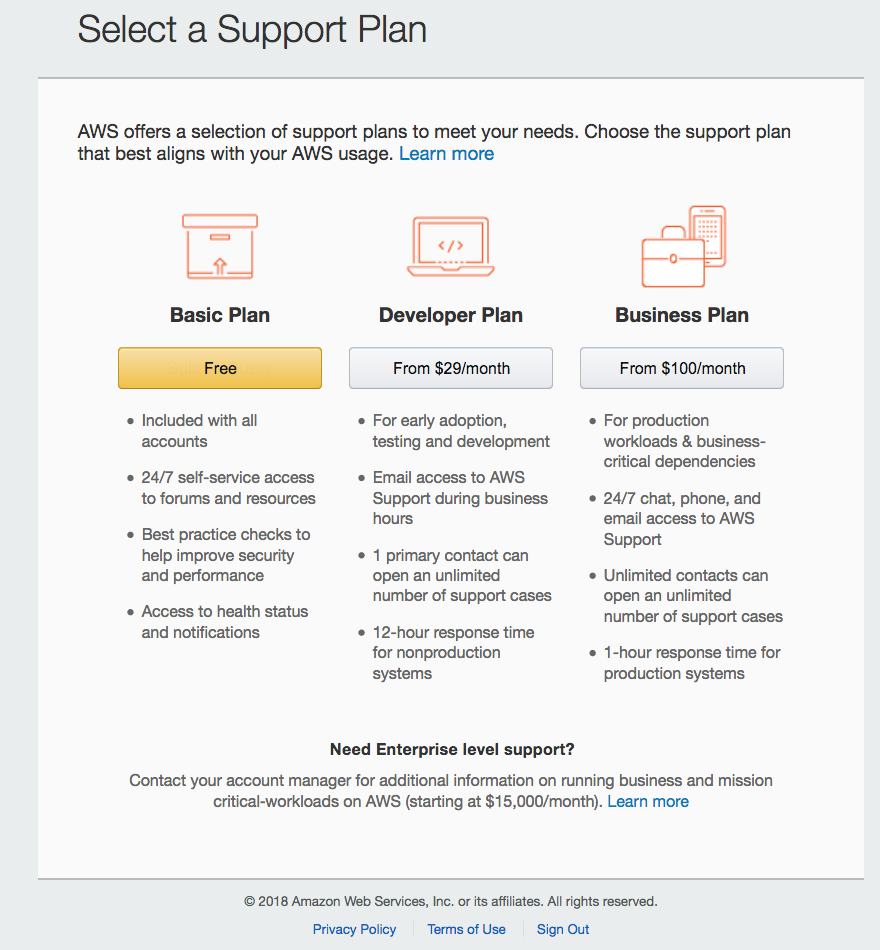 Select a Support Plan
AWS offers a selection of support plans to meet your needs. Choose the support plan
that best aligns with your AWS usage. Learn more
</>
Basic Plan
Developer Plan
Business Plan
Free
From $29/month
From $100/month
• Included with all
accounts
• 24/7 self-service access
to forums and resources
• Best practice checks to
help improve security
and performance
• Access to health status
and notifications
• For early adoption,
testing and development
• Email access to AWS
Support during business
hours
• 1 primary contact can
open an unlimited
number of support cases
• 12-hour response time
for nonproduction
systems
• For production
workloads & business-
critical dependencies
• 24/7 chat, phone, and
email access to AWS
Support
• Unlimited contacts can
open an unlimited
number of support cases
• 1-hour response time for
production systems
Need Enterprise level support?
Contact your account manager for additional information on running business and mission
critical-workloads on AWS (starting at $15,000/month). Learn more
© 2018 Amazon Web Services, Inc. or its affiliates. All rights reserved.
Privacy Policy | Terms of Use | Sign Out